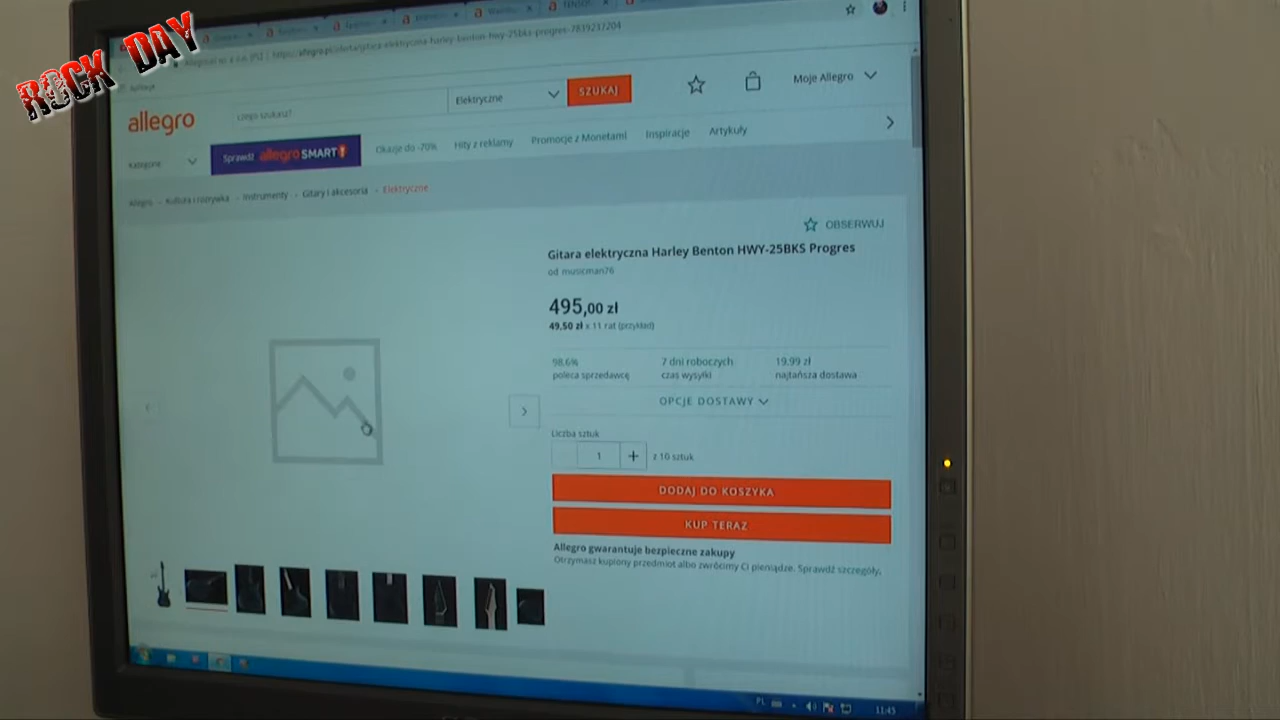 ROCK DAY
allegro
czego szukasz?
Elektryczne
SZUKAJ
Moje Allegro
Kategorie
Sprawdź allegro SMART!
Okazje do -70%
Hity z reklamy
Promocje z Monetami
Inspiracje
Artykuły
Allegro - Kultura i rozrywka - Instrumenty - Gitary i akcesoria - Elektryczne
OBSERWUJ
Gitara elektryczna Harley Benton HWY-25BKS Progres
od musicman76
495,00 zł
49,50 zł x 11 rat (przykład)
98,6%
poleca sprzedawcę
7 dni roboczych
czas wysyłki
19,99 zł
najtańsza dostawa
OPCJE DOSTAWY
Liczba sztuk
1 + z 10 sztuk
DODAJ DO KOSZYKA
KUP TERAZ
Allegro gwarantuje bezpieczne zakupy
Otrzymasz kupiony przedmiot albo zwrócimy Ci pieniądze. Sprawdź szczegóły.
PL
11:45